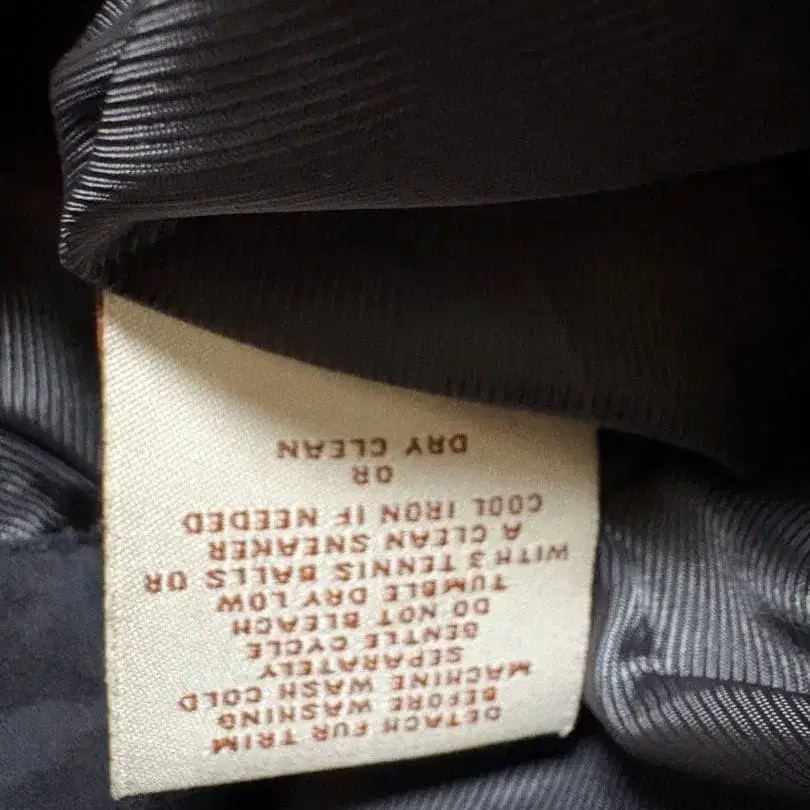 DETACH FUR TRIM
BEFORE WASHING
MACHINE WASH COLD
SEPARATELY
GENTLE CYCLE
DO NOT BLEACH
TUMBLE DRY LOW
WITH 3 TENNIS BALLS OR
A CLEAN SNEAKER
COOL IRON IF NEEDED
OR
DRY CLEAN